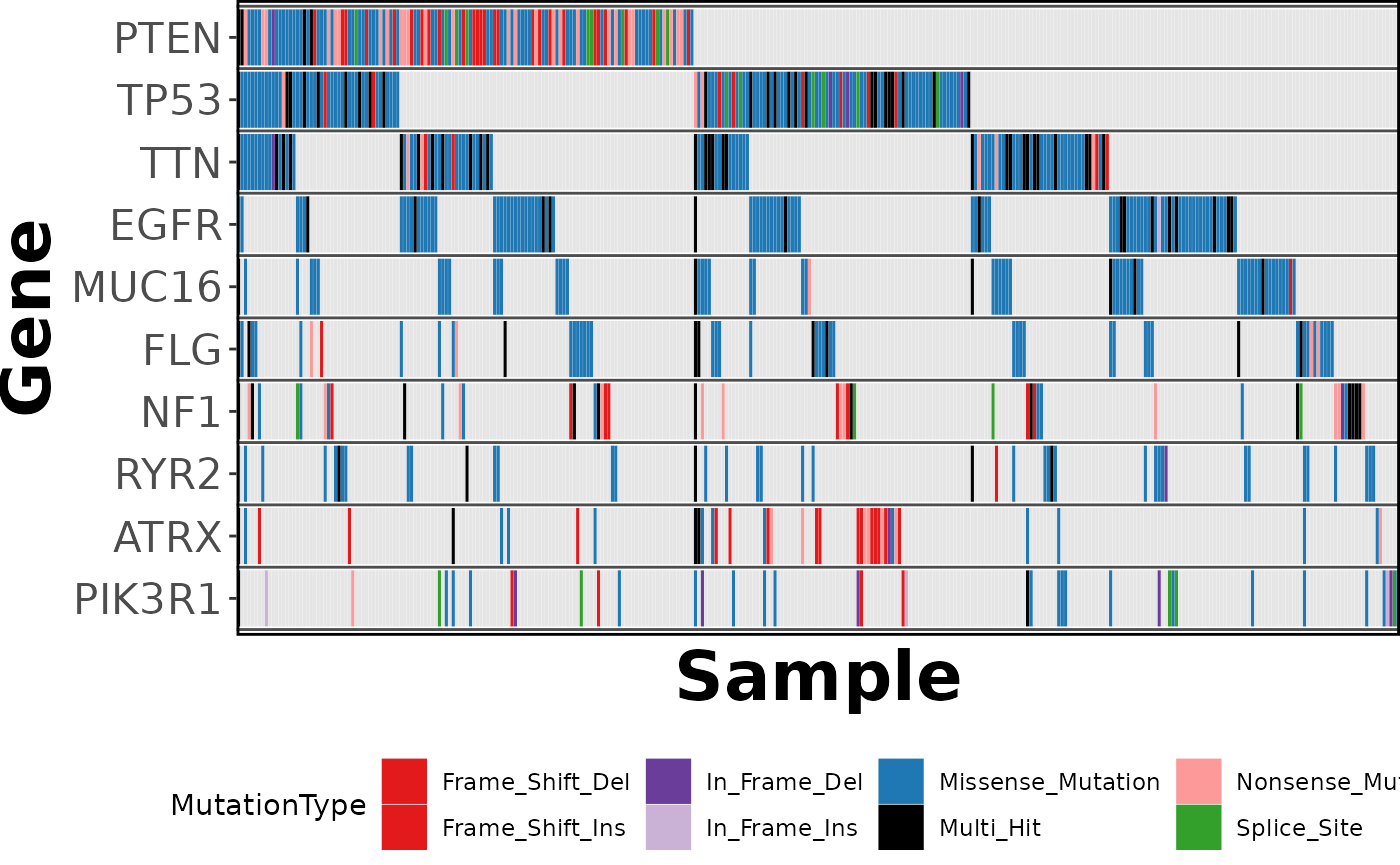 Gene
PTEN
TP53
TTN
EGFR
MUC16
FLG
NF1
RYR2
ATRX
PIK3R1
Sample
MutationType
Frame_Shift_Del In_Frame_Del Missense_Mutation Nonsense_Mu
Frame_Shift_Ins In_Frame_Ins Multi_Hit Splice_Site